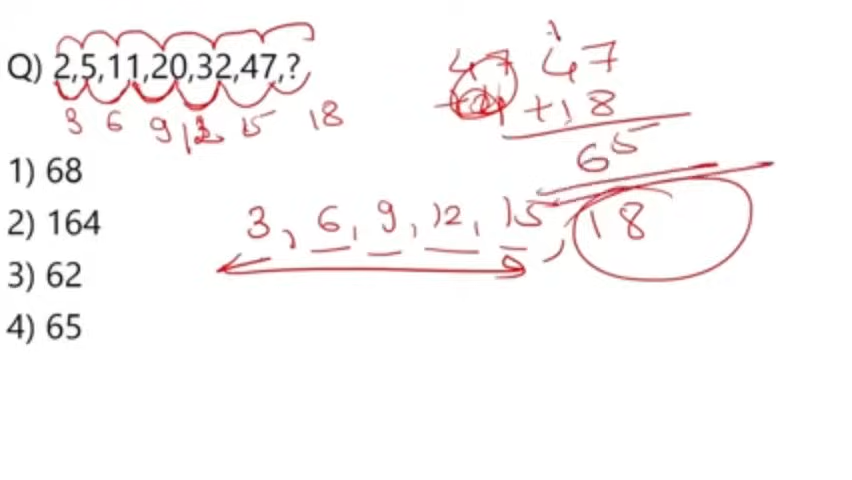 Q) 2,5,11,20,32,47,?
3 6 9 12 15 18
47
+18
65
1) 68
2) 164
3) 62
4) 65
3, 6, 9, 12, 15, 18